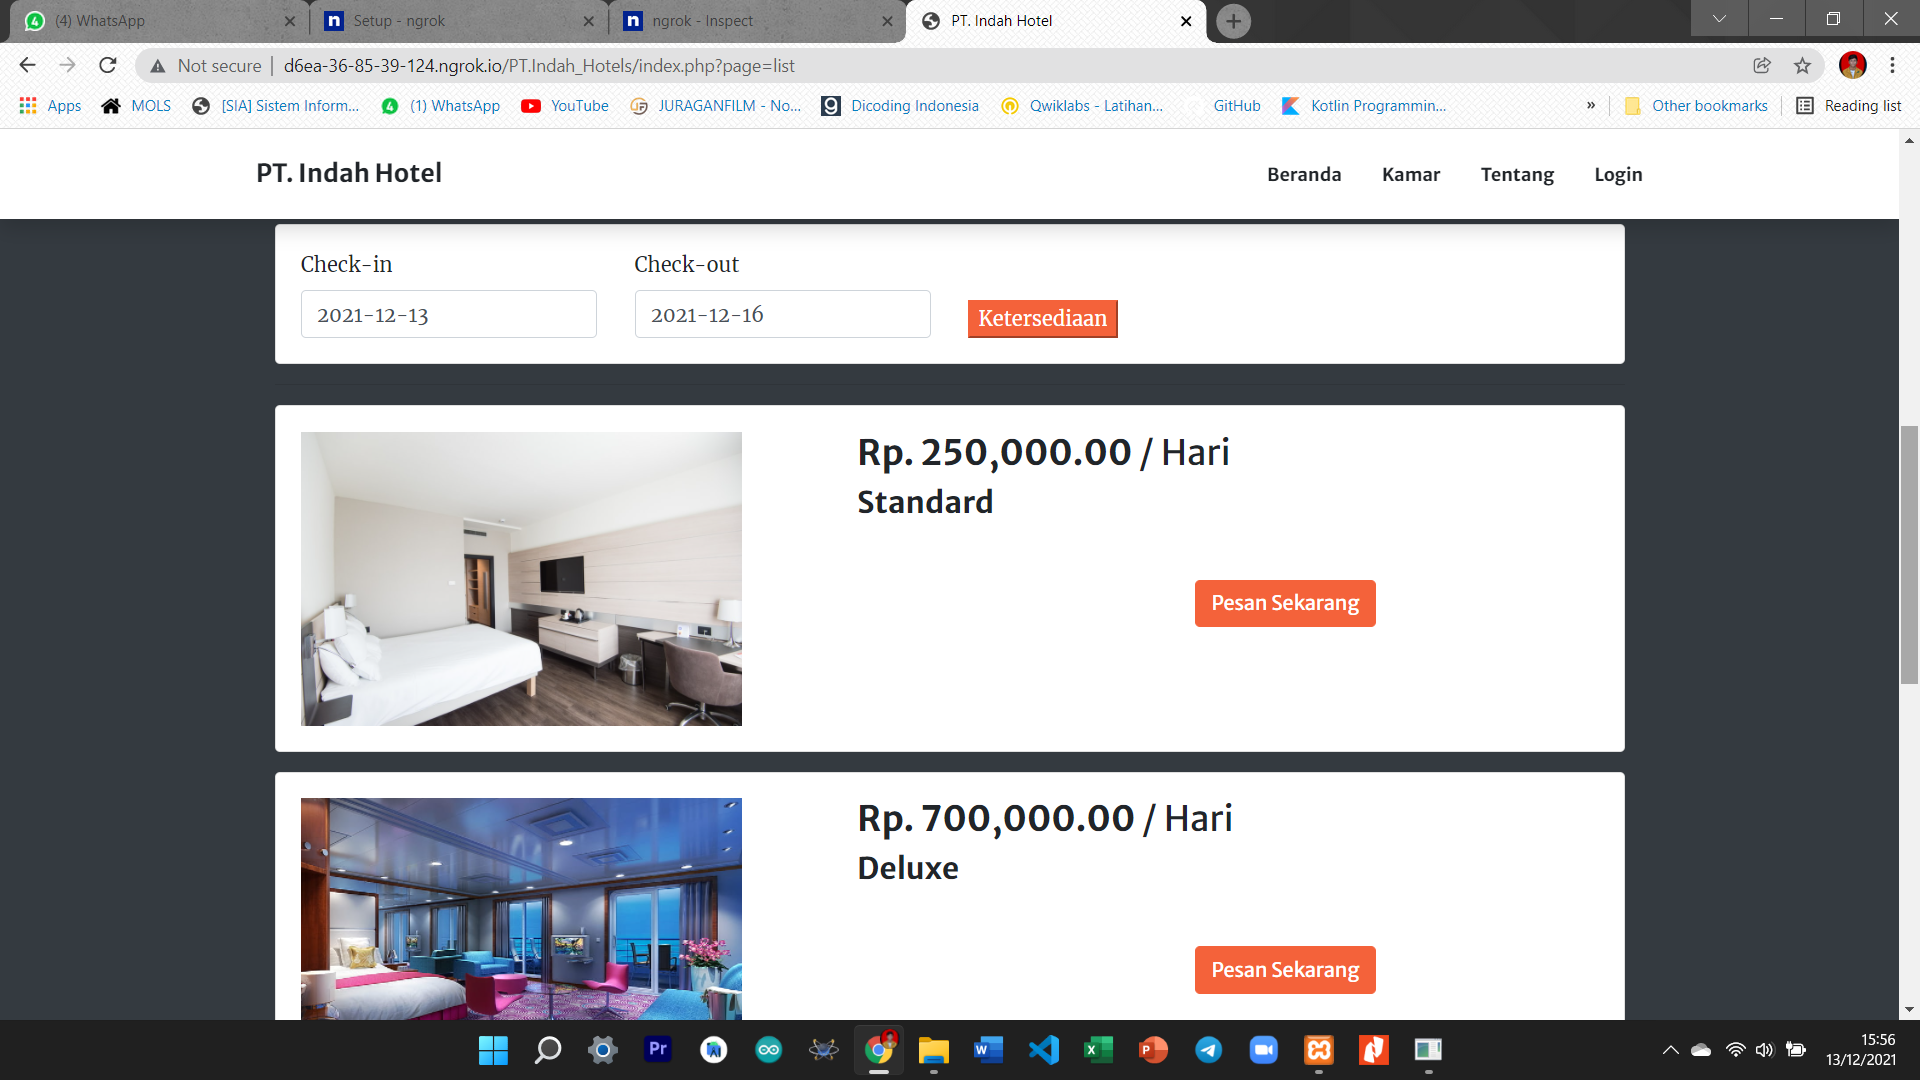 (4) WhatsApp
Setup - ngrok
ngrok - Inspect
PT. Indah Hotel
Not secure
d6ea-36-85-39-124.ngrok.io/PT.Indah_Hotels/index.php?page=list
Apps
MOLS
[SIA] Sistem Inform...
(1) WhatsApp
YouTube
JURAGANFILM - No...
Dicoding Indonesia
Qwiklabs - Latihan...
GitHub
Kotlin Programmin...
»
Other bookmarks
Reading list
PT. Indah Hotel
Beranda
Kamar
Tentang
Login
Check-in
Check-out
2021-12-13
2021-12-16
Ketersediaan
Rp. 250,000.00 / Hari
Standard
Pesan Sekarang
Rp. 700,000.00 / Hari
Deluxe
Pesan Sekarang
15:56
13/12/2021